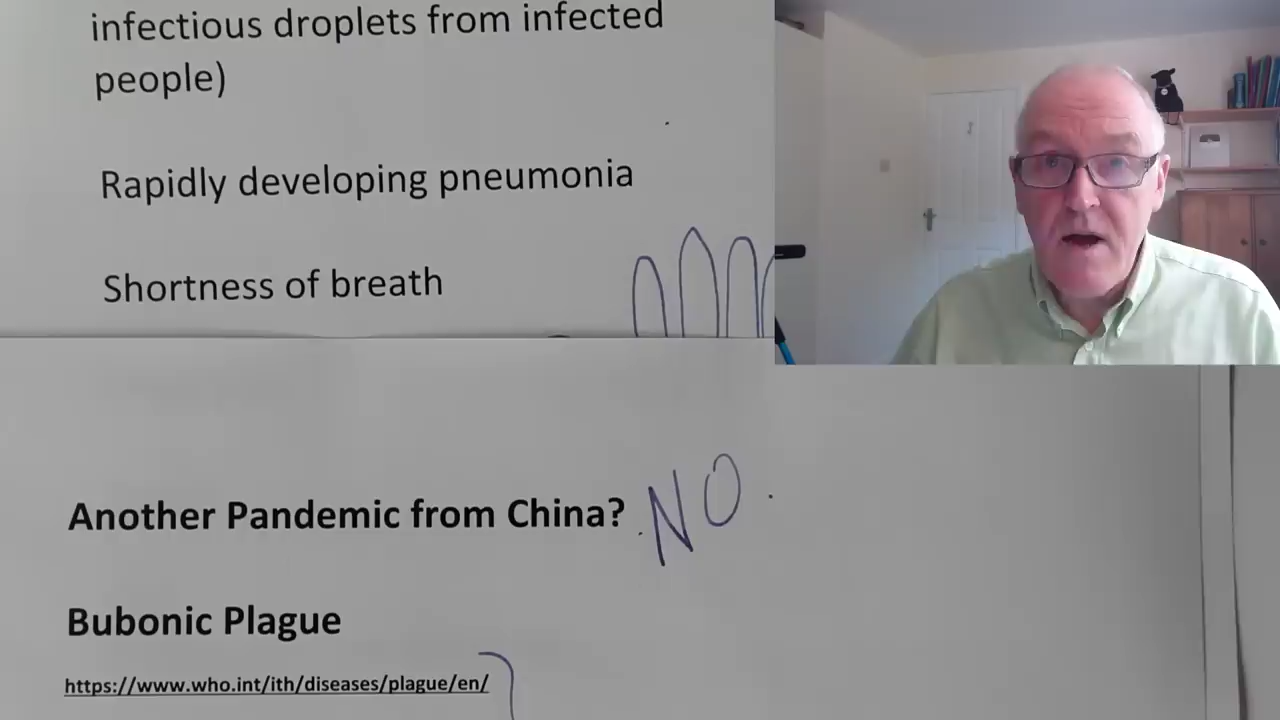 infectious droplets from infected
people)
Rapidly developing pneumonia
Shortness of breath
Another Pandemic from China? NO
Bubonic Plague
https://www.who.int/ith/diseases/plague/en/